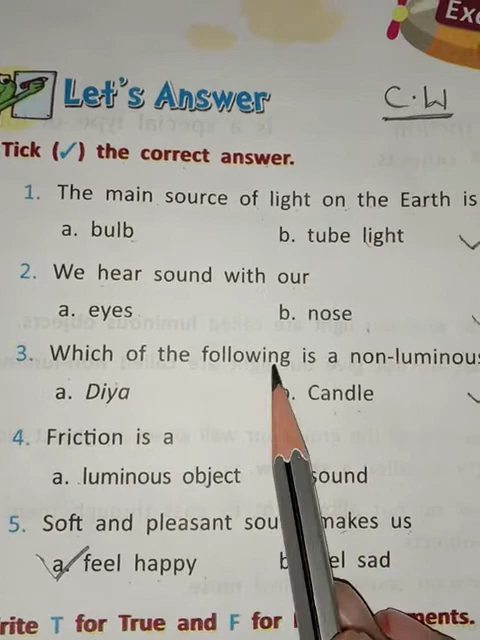 Exe
Let's Answer
C.W
Tick (✓) the correct answer.
1. The main source of light on the Earth is
a. bulb b. tube light
2. We hear sound with our
a. eyes b. nose
3. Which of the following is a non-luminous
a. Diya b. Candle
4. Friction is a
a. luminous object sound
5. Soft and pleasant sou makes us
a. feel happy b el sad
rite T for True and F for ments.